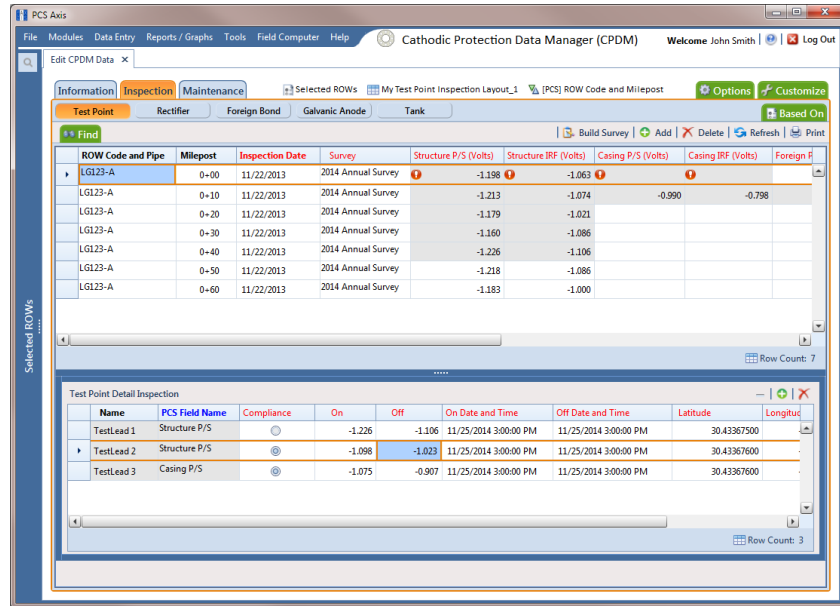 PCS Axis
File Modules Data Entry Reports / Graphs Tools Field Computer Help Cathodic Protection Data Manager (CPDM) Welcome John Smith Log Out
Edit CPDM Data ×
Information Inspection Maintenance Selected ROWs My Test Point Inspection Layout_1 [PCS] ROW Code and Milepost Options Customize
Test Point Rectifier Foreign Bond Galvanic Anode Tank Based On
Find Build Survey Add Delete Refresh Print
ROW Code and Pipe Milepost Inspection Date Survey Structure P/S (Volts) Structure IRF (Volts) Casing P/S (Volts) Casing IRF (Volts) Foreign P
LG123-A 0+00 11/22/2013 2014 Annual Survey -1.198 -1.063
LG123-A 0+10 11/22/2013 2014 Annual Survey -1.213 -1.074 -0.990 -0.798
LG123-A 0+20 11/22/2013 2014 Annual Survey -1.179 -1.021
LG123-A 0+30 11/22/2013 2014 Annual Survey -1.160 -1.086
LG123-A 0+40 11/22/2013 2014 Annual Survey -1.226 -1.106
LG123-A 0+50 11/22/2013 2014 Annual Survey -1.218 -1.086
LG123-A 0+60 11/22/2013 2014 Annual Survey -1.183 -1.000
Row Count: 7
Selected ROWs
Test Point Detail Inspection
Name PCS Field Name Compliance On Off On Date and Time Off Date and Time Latitude Longitud
TestLead 1 Structure P/S -1.226 -1.106 11/25/2014 3:00:00 PM 11/25/2014 3:00:00 PM 30.43367500
TestLead 2 Structure P/S -1.098 -1.023 11/25/2014 3:00:00 PM 11/25/2014 3:00:00 PM 30.43367600
TestLead 3 Casing P/S -1.075 -0.907 11/25/2014 3:00:00 PM 11/25/2014 3:00:00 PM 30.43367600
Row Count: 3